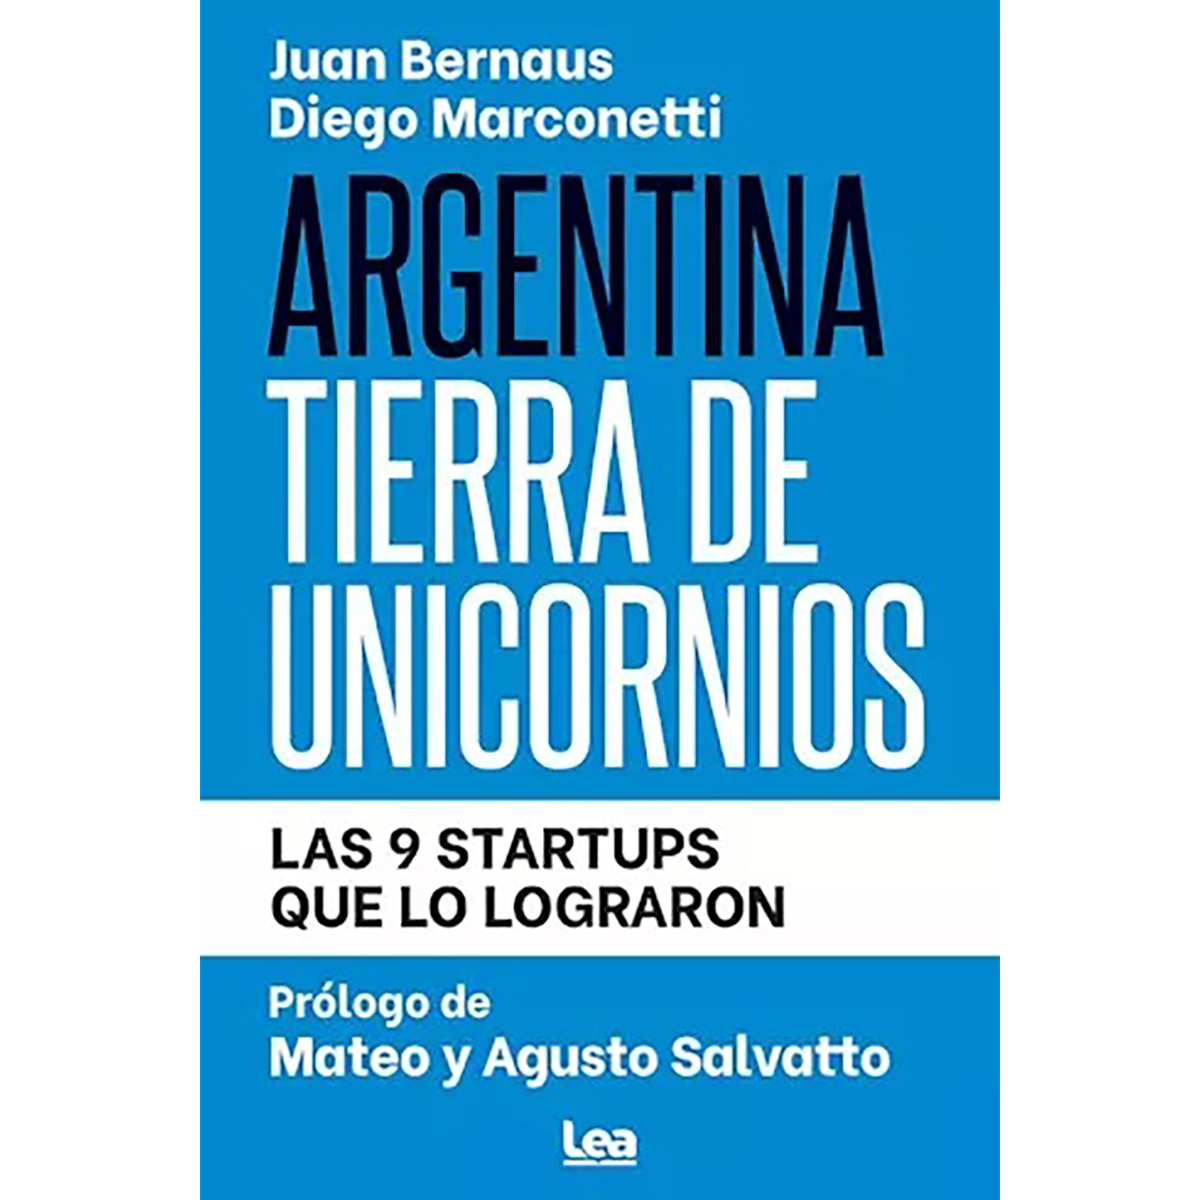 Juan Bernaus
Diego Marconetti
ARGENTINA
TIERRA DE
UNICORNIOS
LAS 9 STARTUPS
QUE LO LOGRARON
Prólogo de
Mateo y Agusto Salvatto
Lea